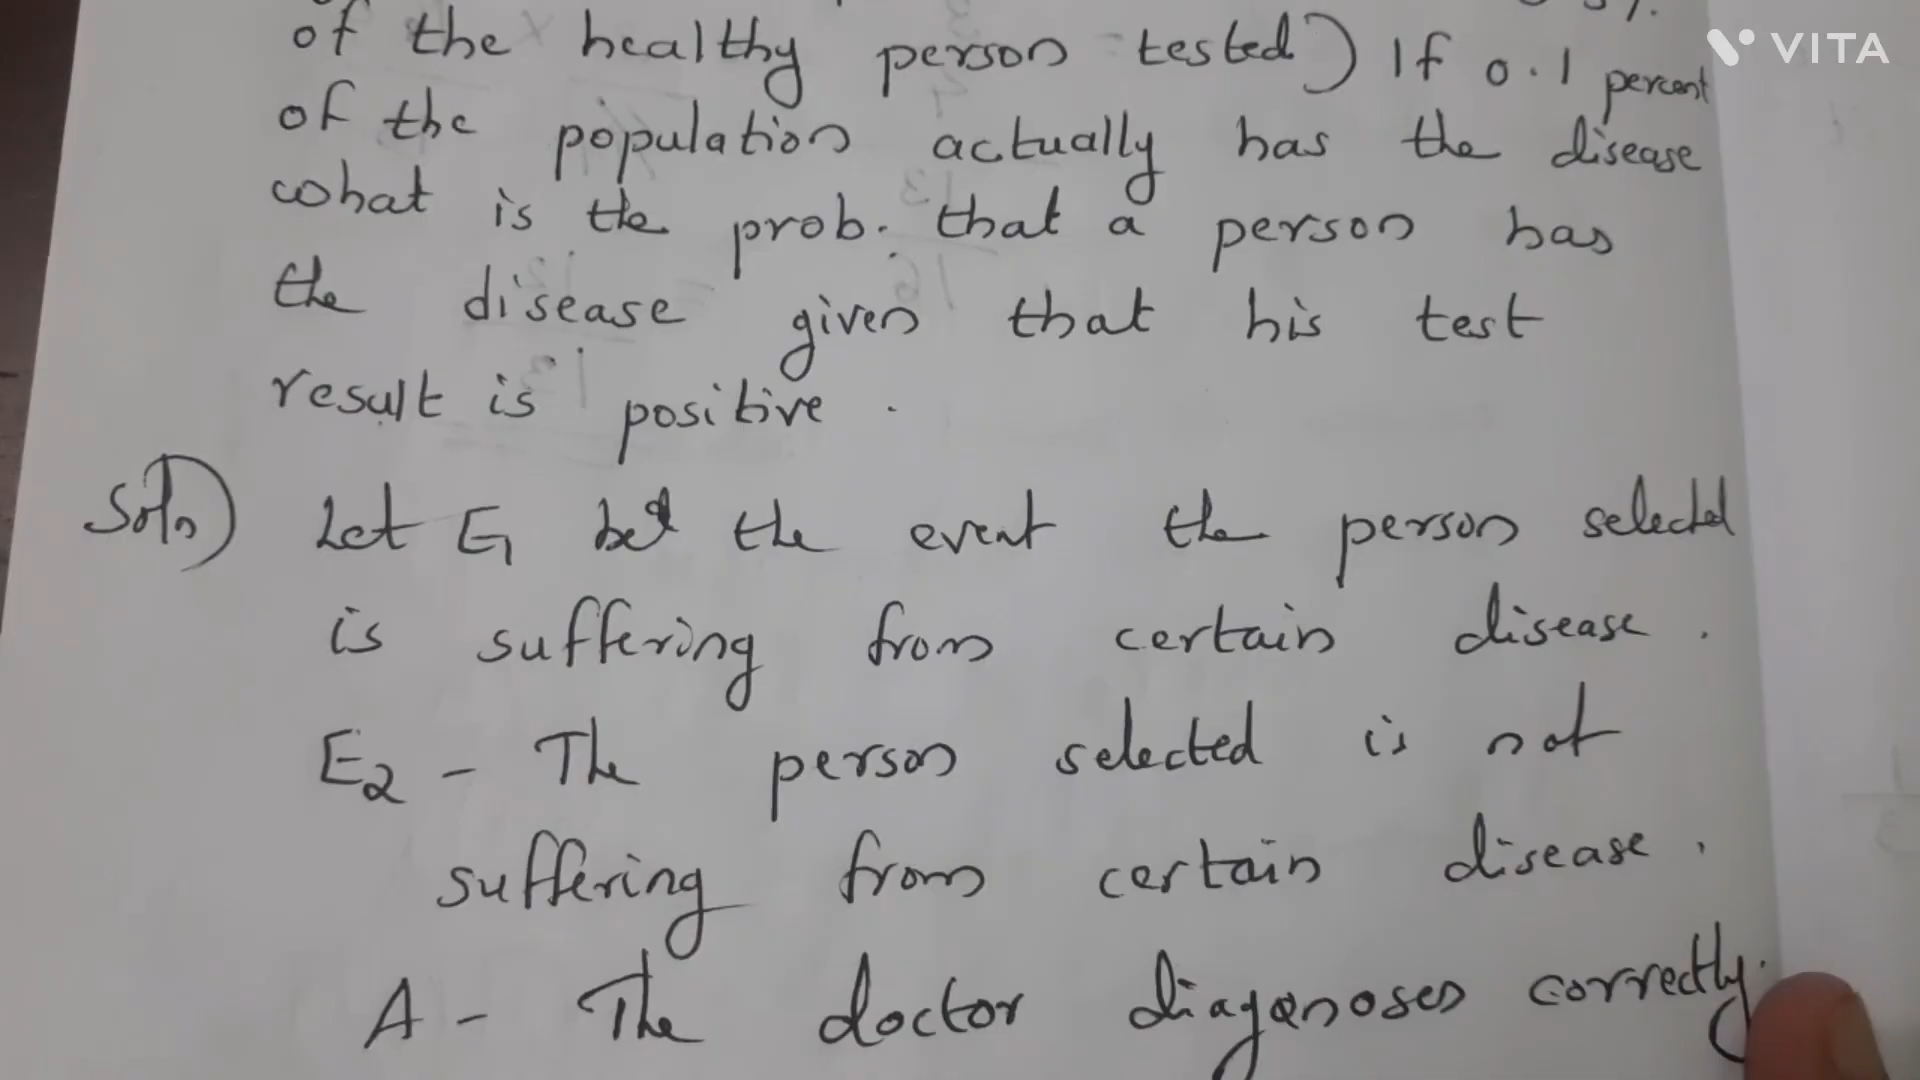 of the healthy person tested) If 0.1 percent
of the population actually has the disease
what is the prob. that a person has
the disease given that his test
result is positive.
VITA
Soln) Let E1 be the event the person selected
is suffering from certain disease.
E2 - The person selected is not
suffering from certain disease.
A - The doctor diagonoses correctly.